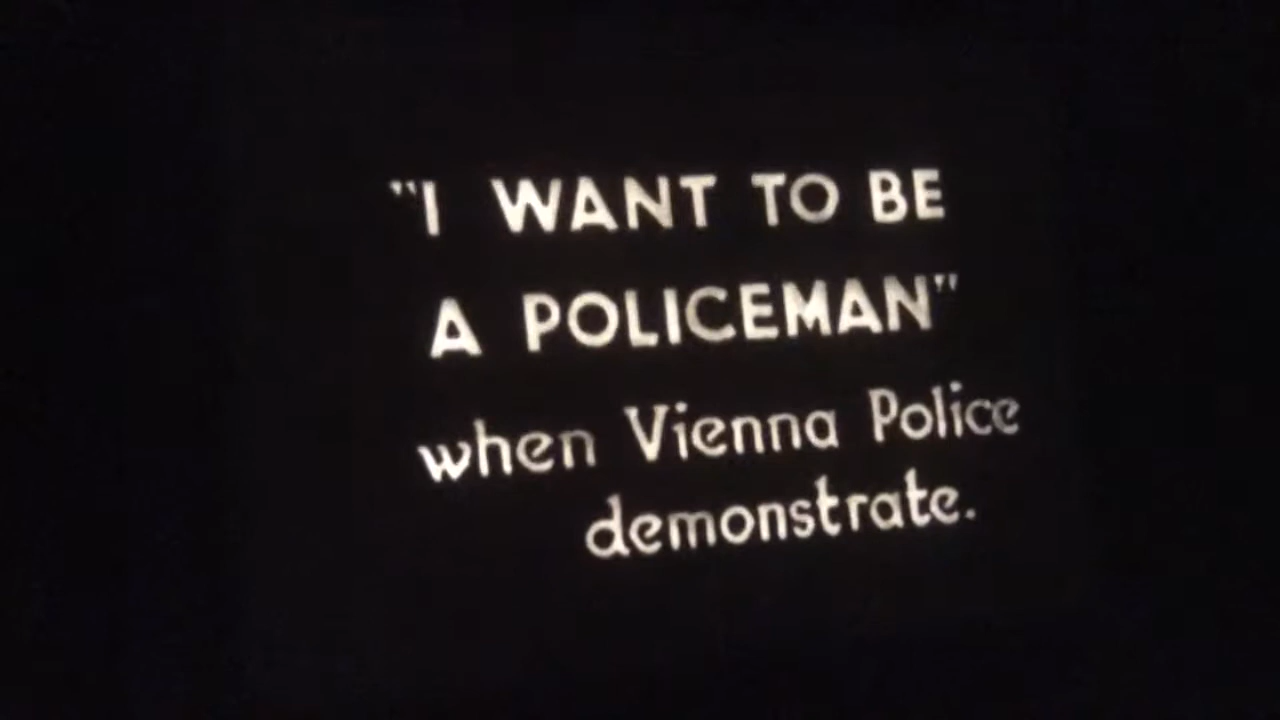 "I WANT TO BE
A POLICEMAN"
when Vienna Police
demonstrate.